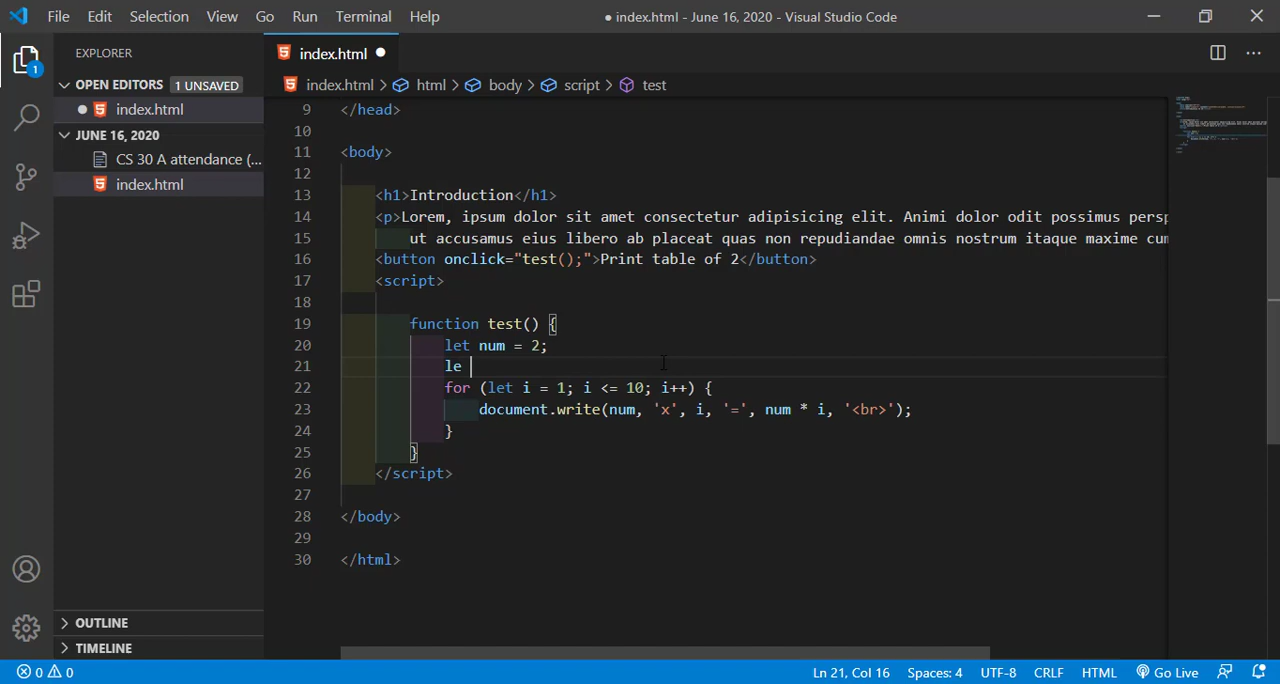 File Edit Selection View Go Run Terminal Help ● index.html - June 16, 2020 - Visual Studio Code
EXPLORER
OPEN EDITORS 1 UNSAVED
● index.html
JUNE 16, 2020
CS 30 A attendance (...
index.html
OUTLINE
TIMELINE
1
index.html ●
index.html > html > body > script > test
9 </head>
10
11 <body>
12
13 <h1>Introduction</h1>
14 <p>Lorem, ipsum dolor sit amet consectetur adipisicing elit. Animi dolor odit possimus persp
15 ut accusamus eius libero ab placeat quas non repudiandae omnis nostrum itaque maxime cum
16 <button onclick="test();">Print table of 2</button>
17 <script>
18
19 function test() {
20 let num = 2;
21 le
22 for (let i = 1; i <= 10; i++) {
23 document.write(num, 'x', i, '=', num * i, '<br>');
24 }
25 }
26 </script>
27
28 </body>
29
30 </html>
0 0 Ln 21, Col 16 Spaces: 4 UTF-8 CRLF HTML Go Live